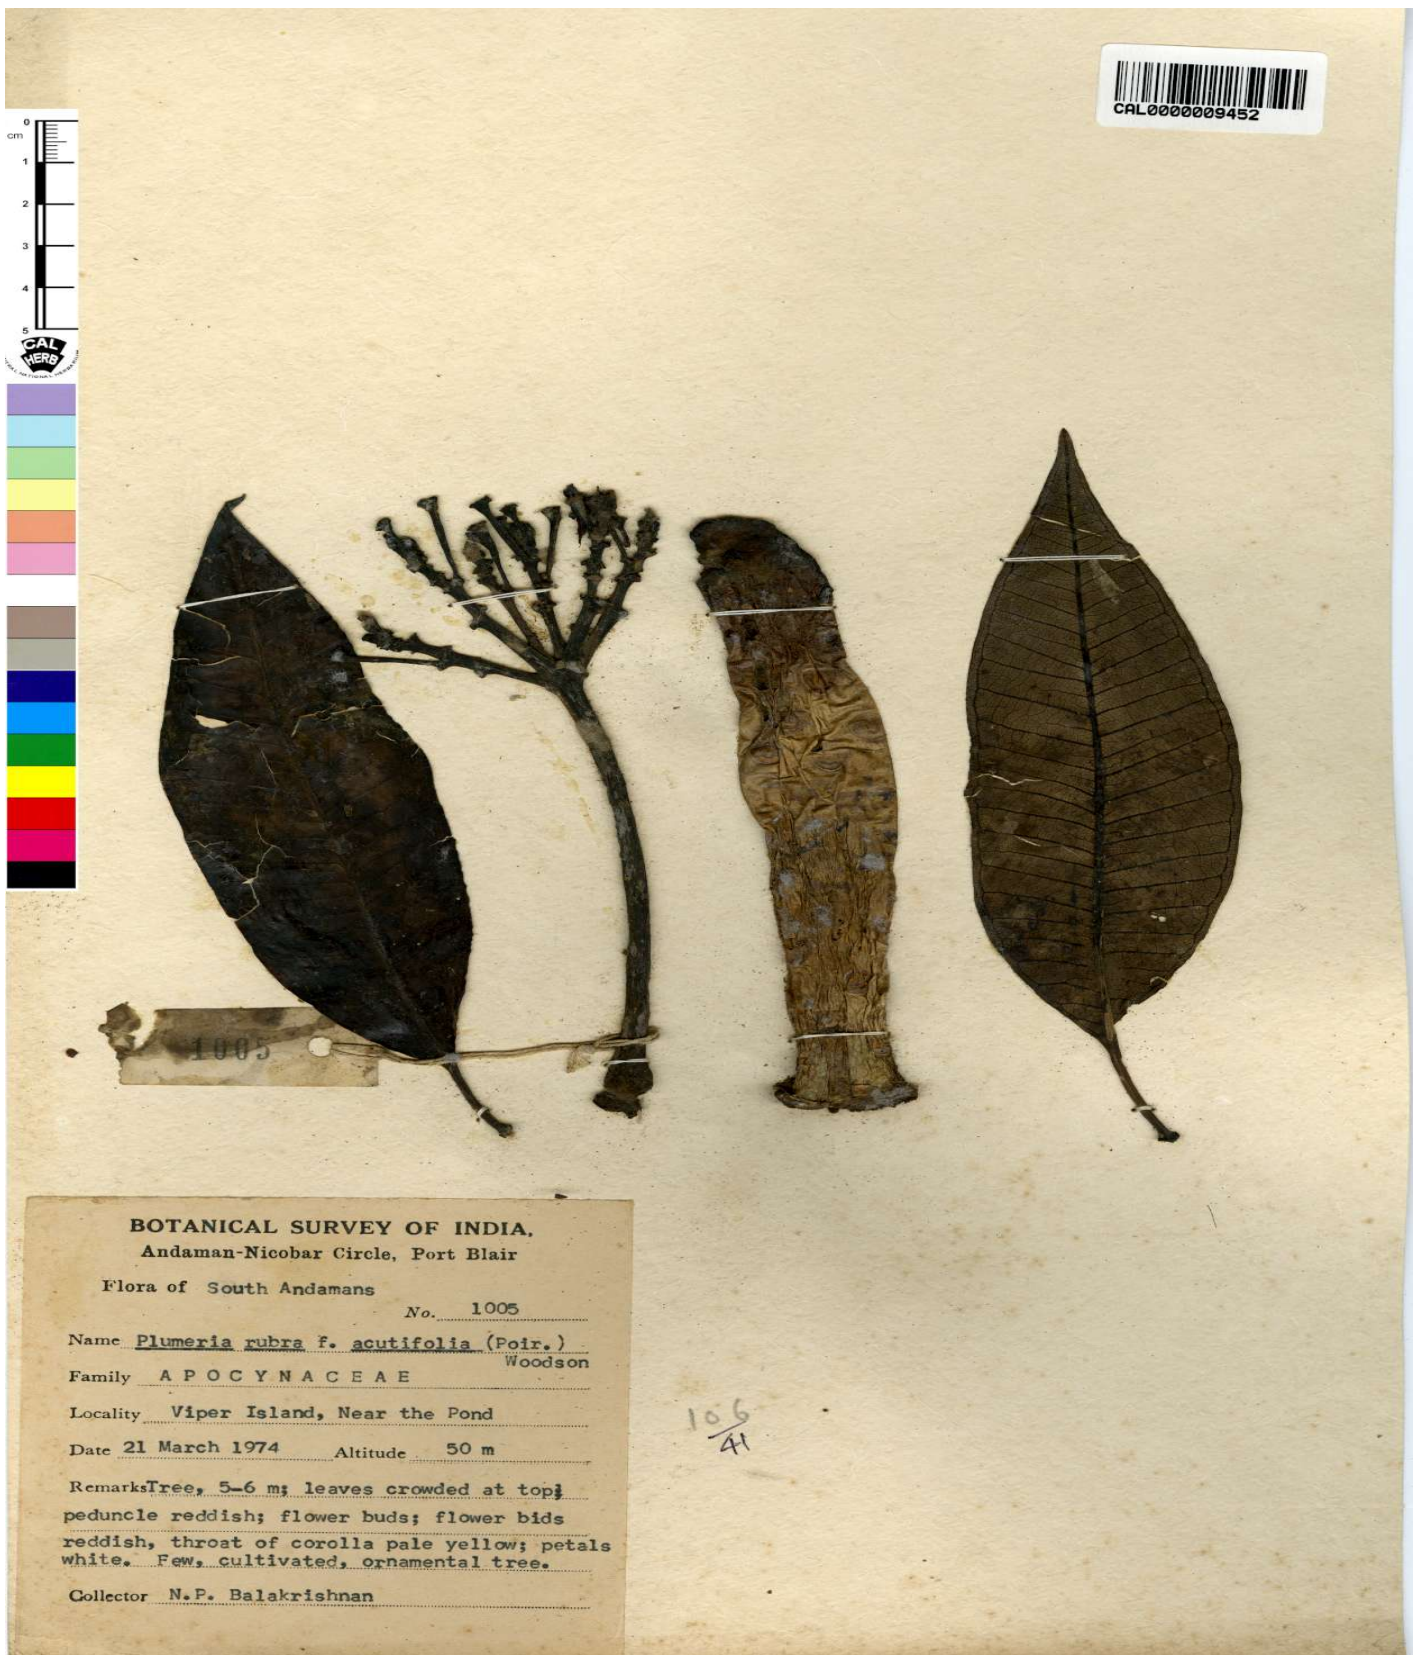 CAL0000009452
0
cm
1
2
3
4
5
CAL
HERB
1005
BOTANICAL SURVEY OF INDIA,
Andaman-Nicobar Circle, Port Blair
Flora of South Andamans
No. 1005
Name Plumeria rubra f. acutifolia (Poir.)
Woodson
Family APOCYNACEAE
Locality Viper Island, Near the Pond
Date 21 March 1974 Altitude 50 m
Remarks Tree, 5-6 m; leaves crowded at top;
peduncle reddish; flower buds; flower bids
reddish, throat of corolla pale yellow; petals
white. Few, cultivated, ornamental tree.
Collector N.P. Balakrishnan
106
41